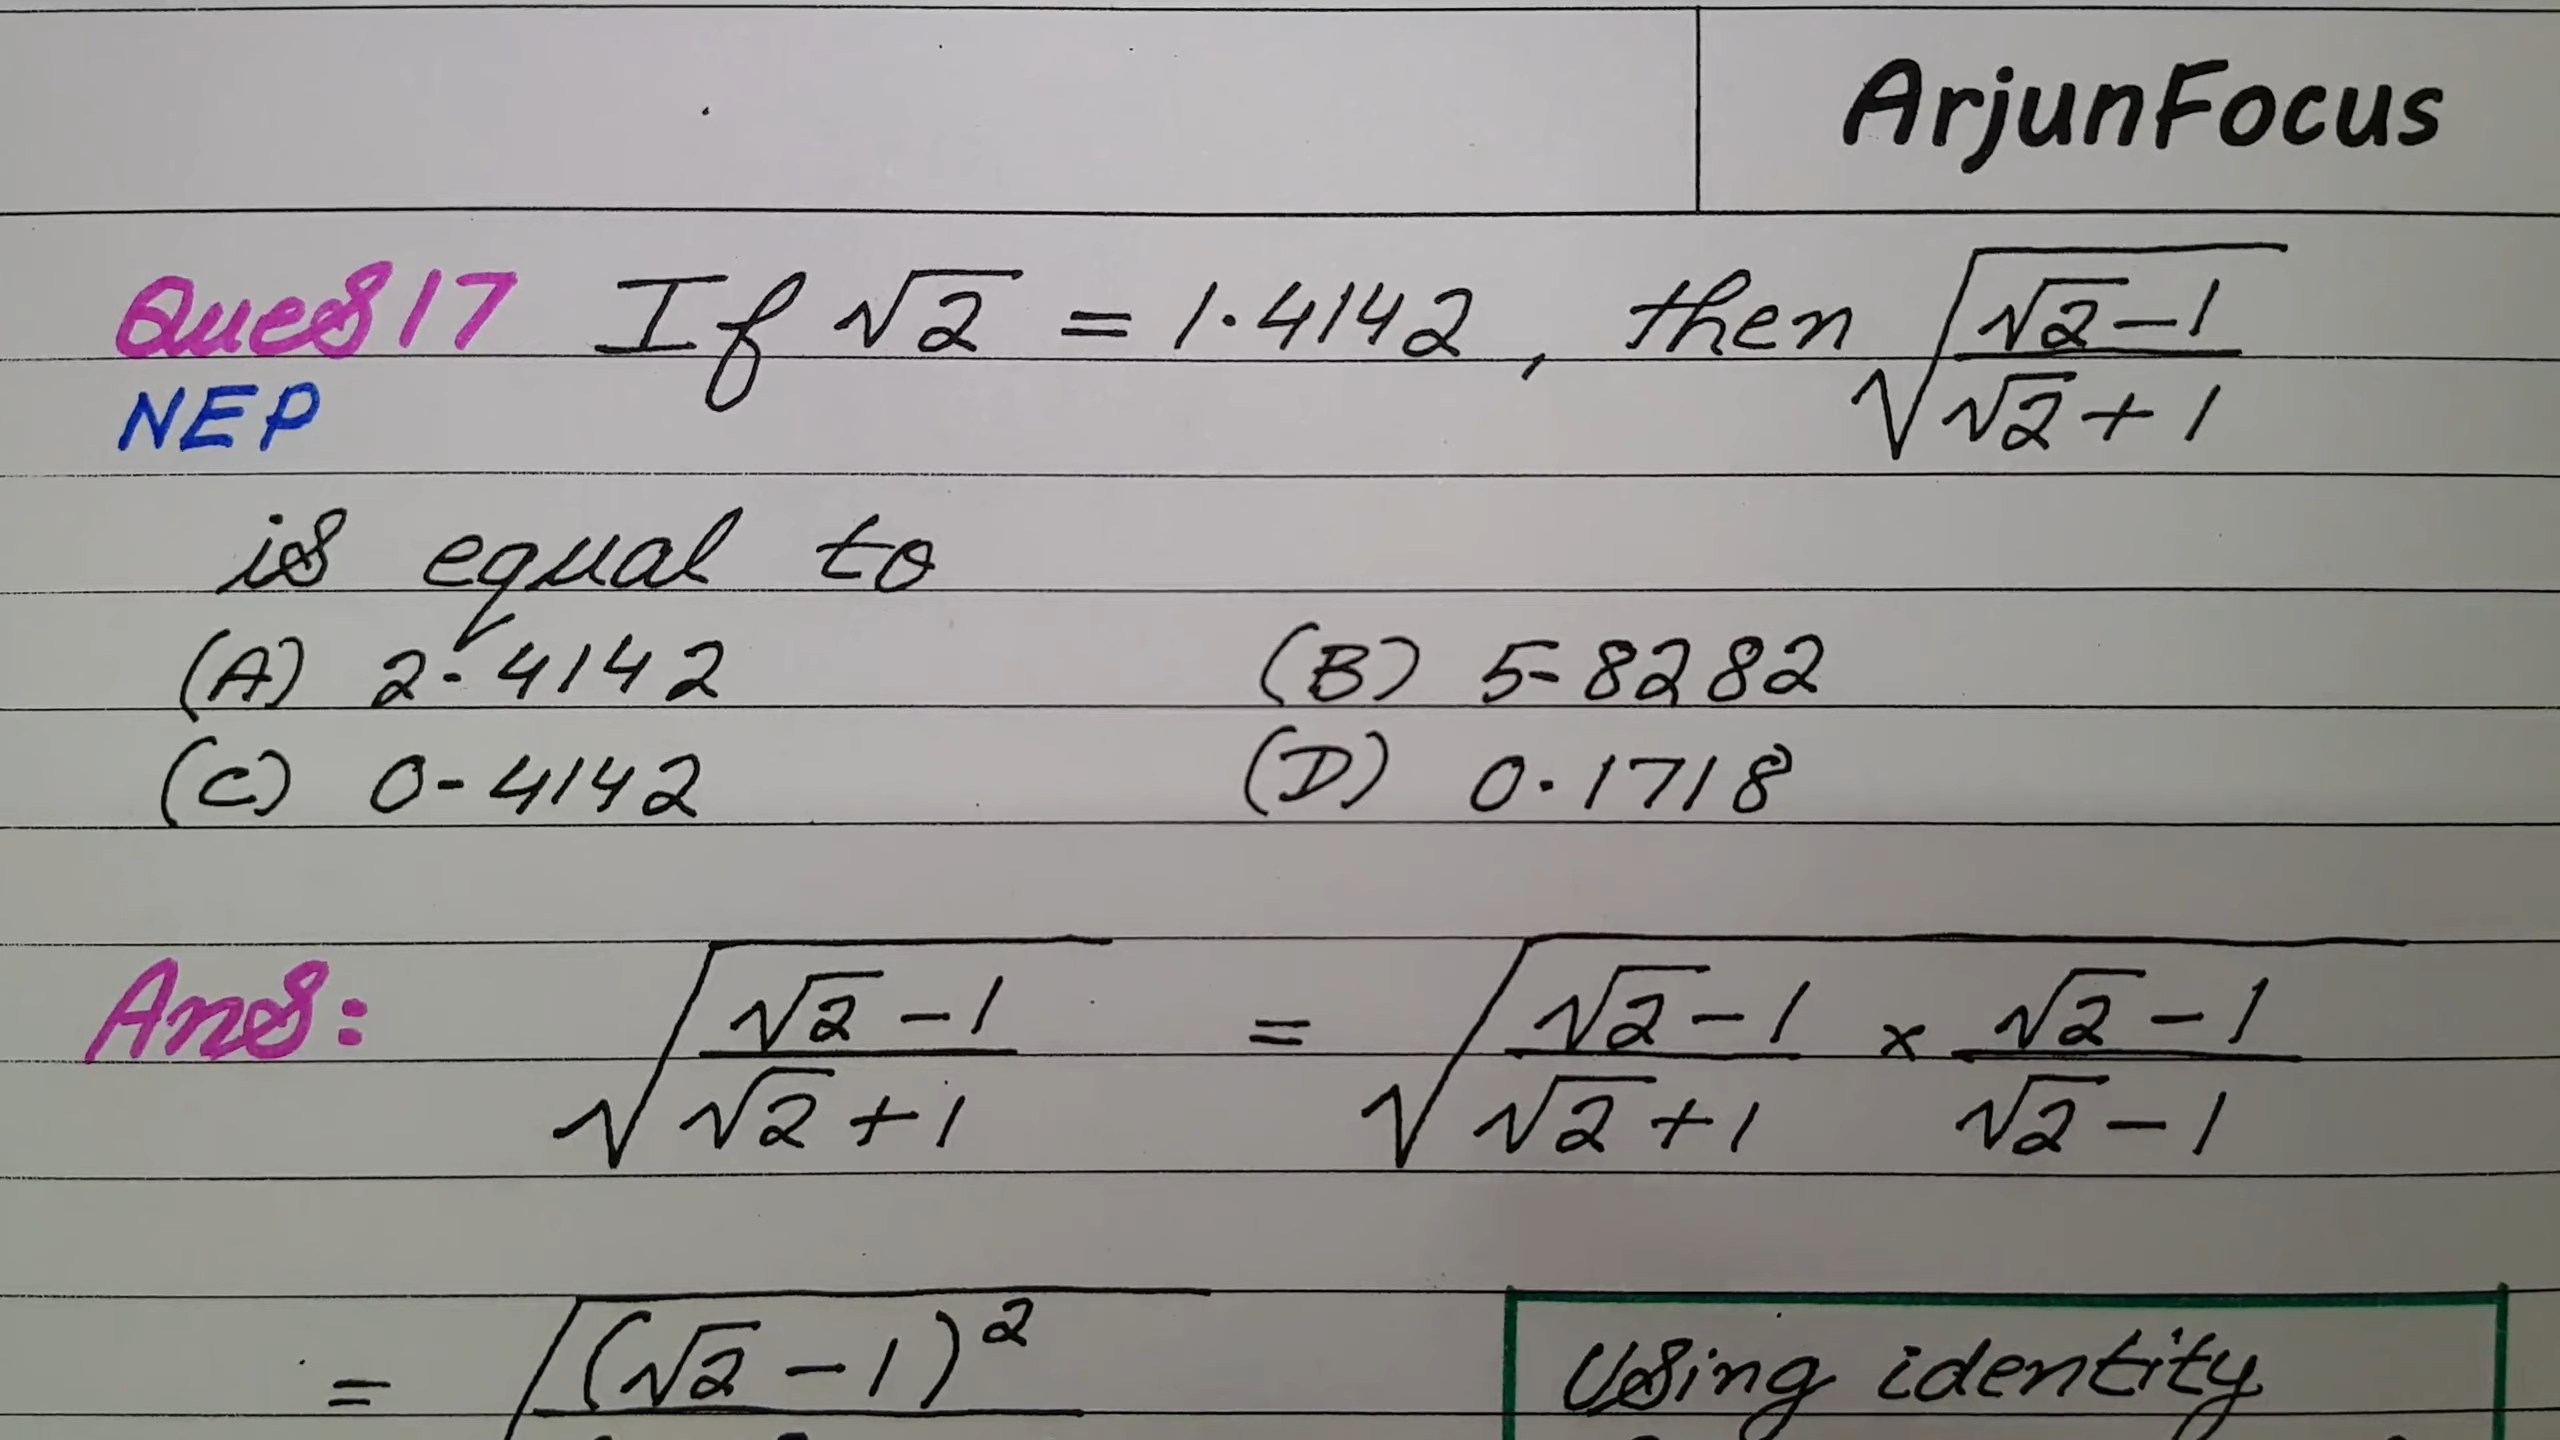 ArjunFocus
Ques 17 If √2 = 1.4142, then √((√2-1)/(√2+1))
NEP
is equal to
(A) 2.4142 (B) 5.8282
(C) 0.4142 (D) 0.1718
Ans: √((√2-1)/(√2+1)) = √((√2-1)/(√2+1) × (√2-1)/(√2-1))
= √((√2-1)²
Using identity